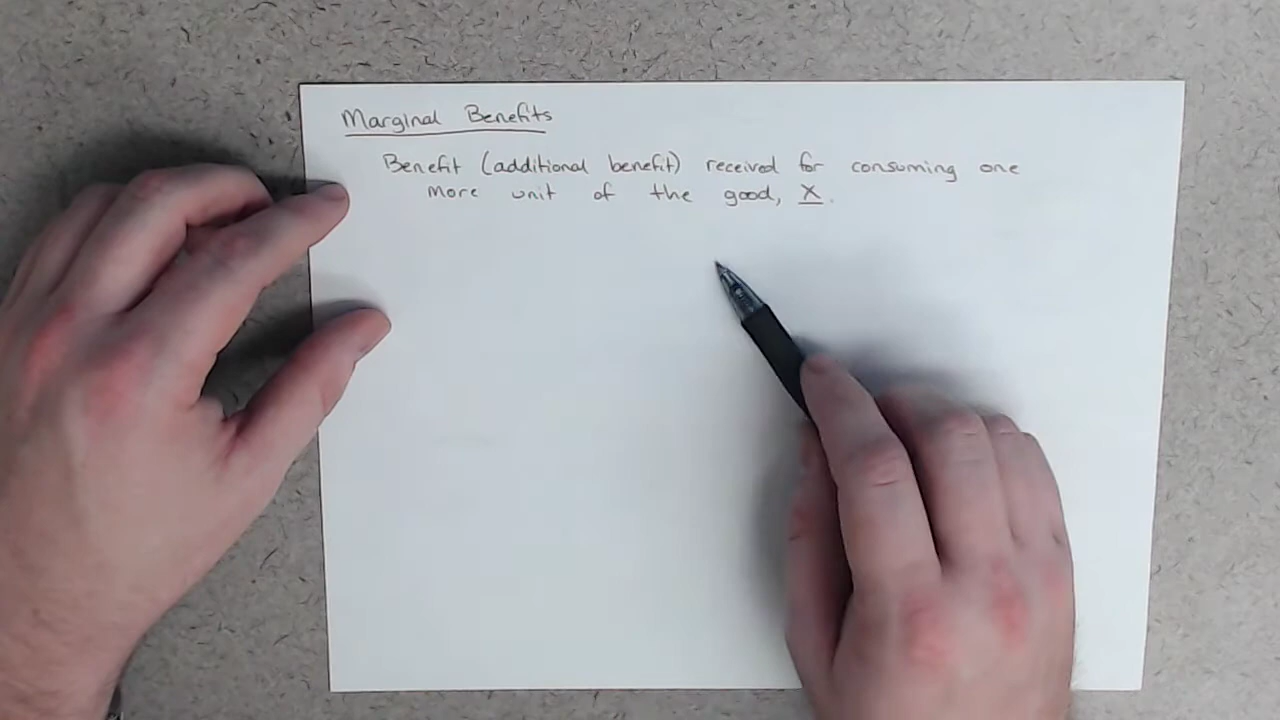 Marginal Benefits
Benefit (additional benefit) received for consuming one
more unit of the good, X.